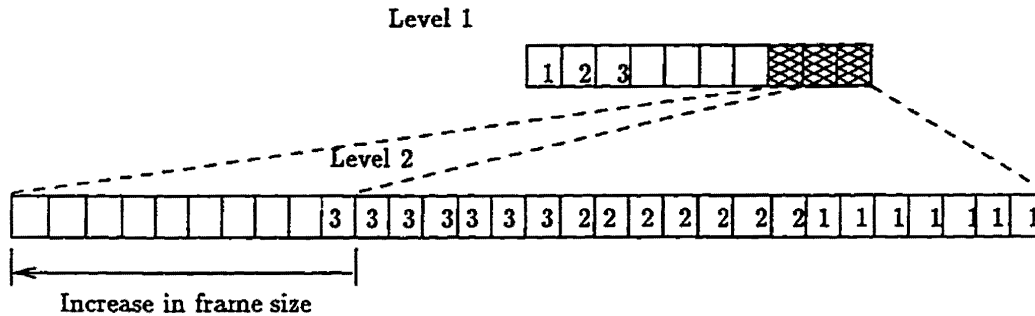 Level 1
1 2 3
Level 2
3 3 3 3 3 3 3 2 2 2 2 2 2 2 1 1 1 1 1 1 1
Increase in frame size